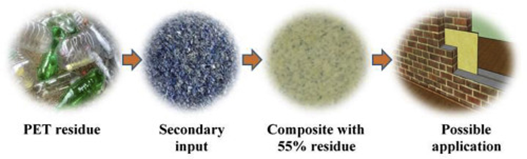 PET residue
Secondary
input
Composite with
55% residue
Possible
application